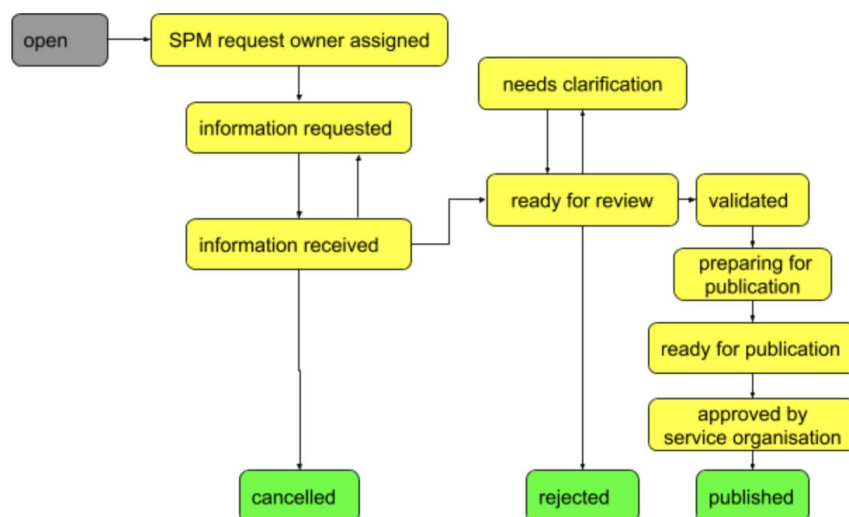 open
SPM request owner assigned
needs clarification
information requested
ready for review
validated
information received
preparing for
publication
ready for publication
approved by
service organisation
cancelled
rejected
published